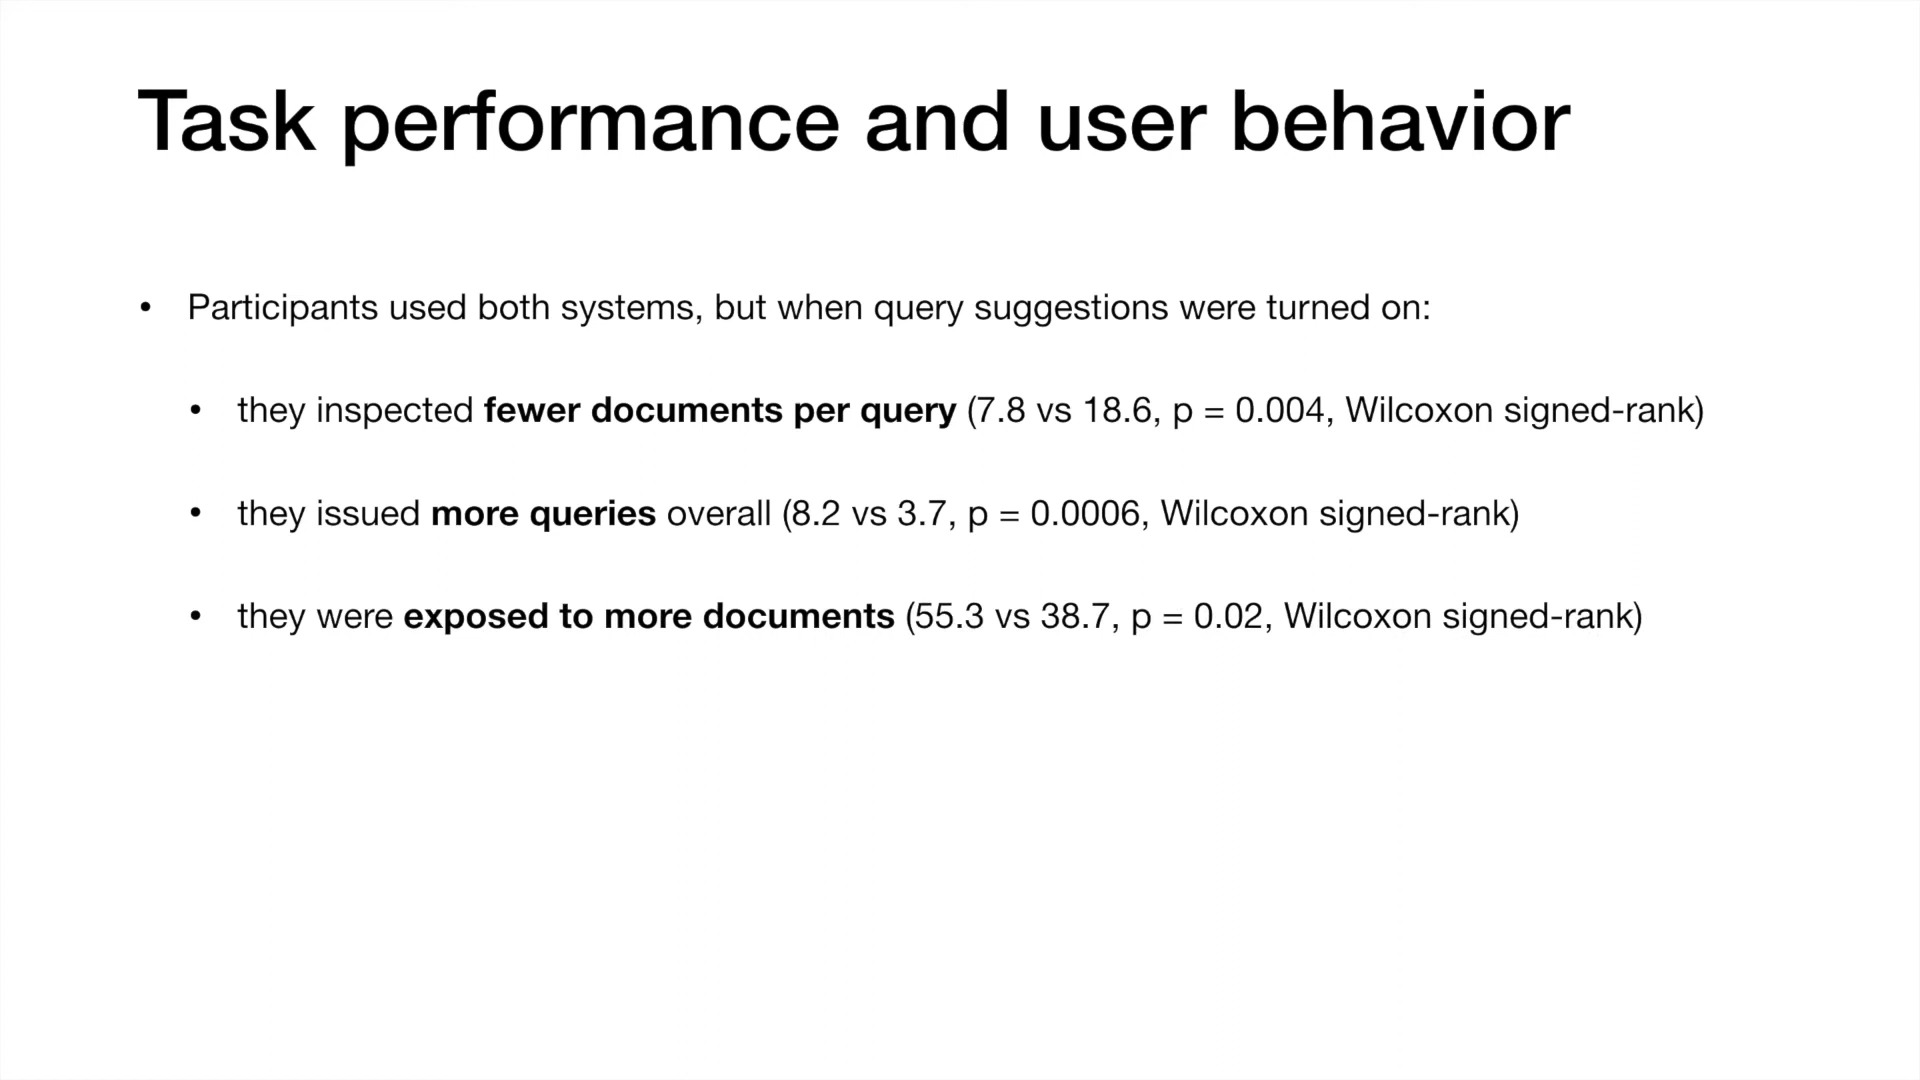 Task performance and user behavior
• Participants used both systems, but when query suggestions were turned on:
• they inspected fewer documents per query (7.8 vs 18.6, p = 0.004, Wilcoxon signed-rank)
• they issued more queries overall (8.2 vs 3.7, p = 0.0006, Wilcoxon signed-rank)
• they were exposed to more documents (55.3 vs 38.7, p = 0.02, Wilcoxon signed-rank)